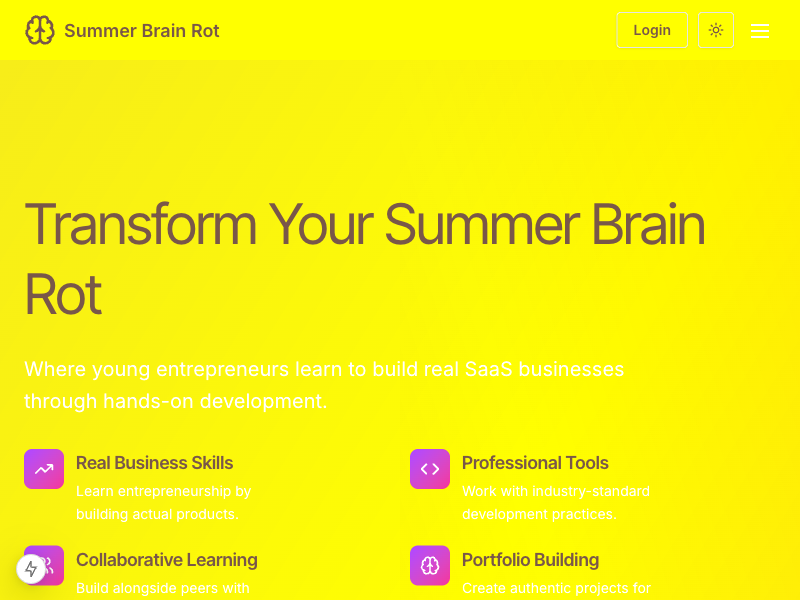 Summer Brain Rot
Login
Transform Your Summer Brain
Rot
Where young entrepreneurs learn to build real SaaS businesses
through hands-on development.
Real Business Skills
Learn entrepreneurship by
building actual products.
Professional Tools
Work with industry-standard
development practices.
Collaborative Learning
Build alongside peers with
Portfolio Building
Create authentic projects for